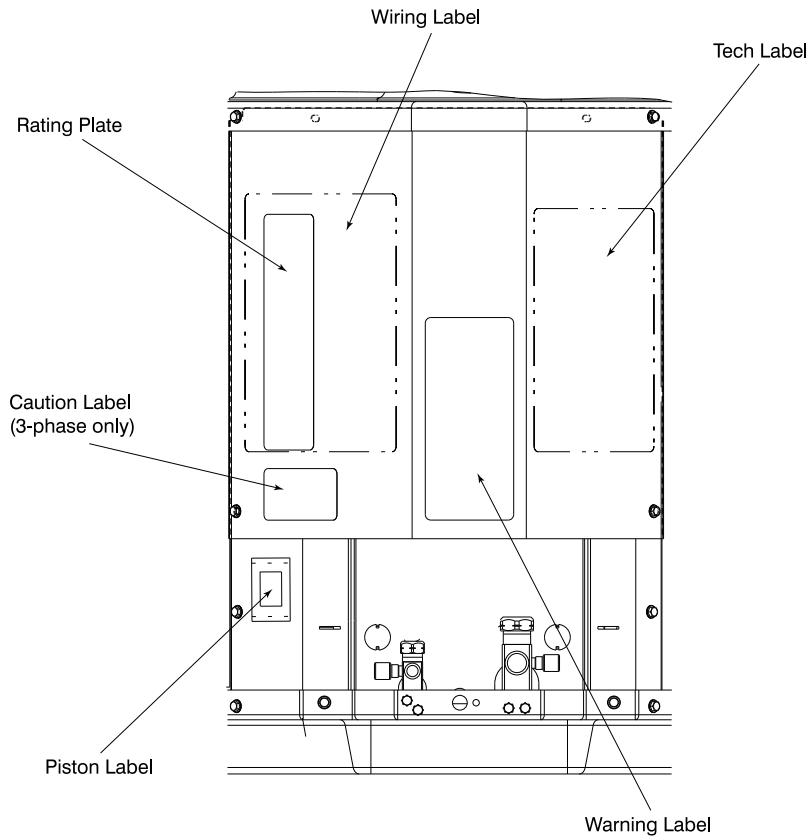 Wiring Label
Tech Label
Rating Plate
Caution Label
(3-phase only)
Piston Label
Warning Label